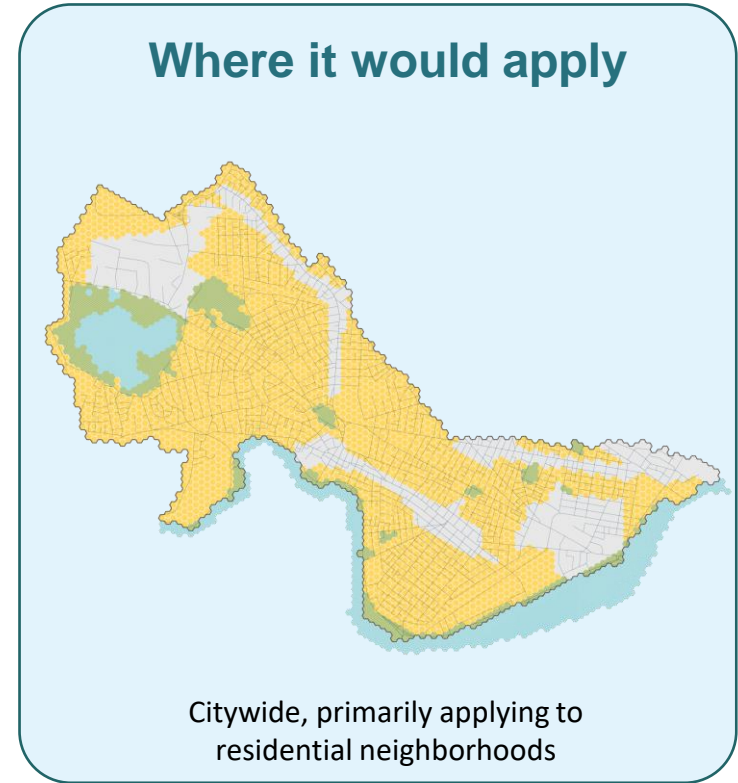 Where it would apply
Citywide, primarily applying to
residential neighborhoods